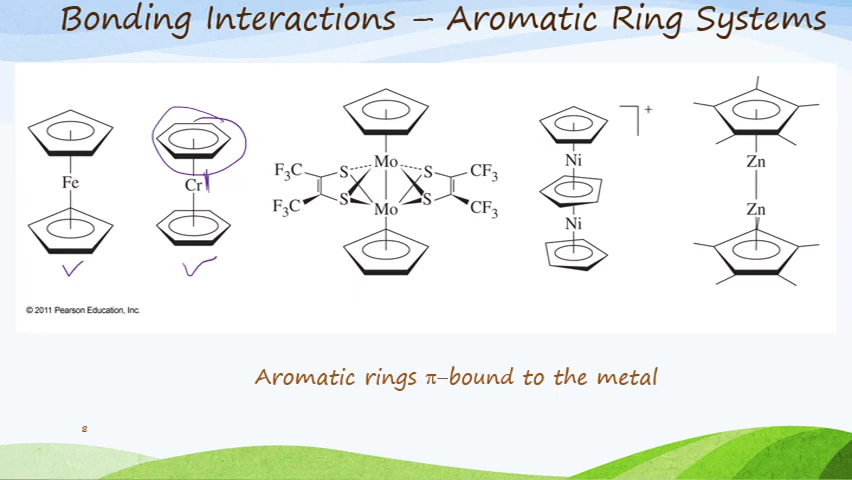 Bonding Interactions – Aromatic Ring Systems
Fe
Cr
F₃C
F₃C
S
S
Mo
Mo
S
S
CF₃
CF₃
Ni
Ni
+
Zn
Zn
© 2011 Pearson Education, Inc.
Aromatic rings π–bound to the metal
8